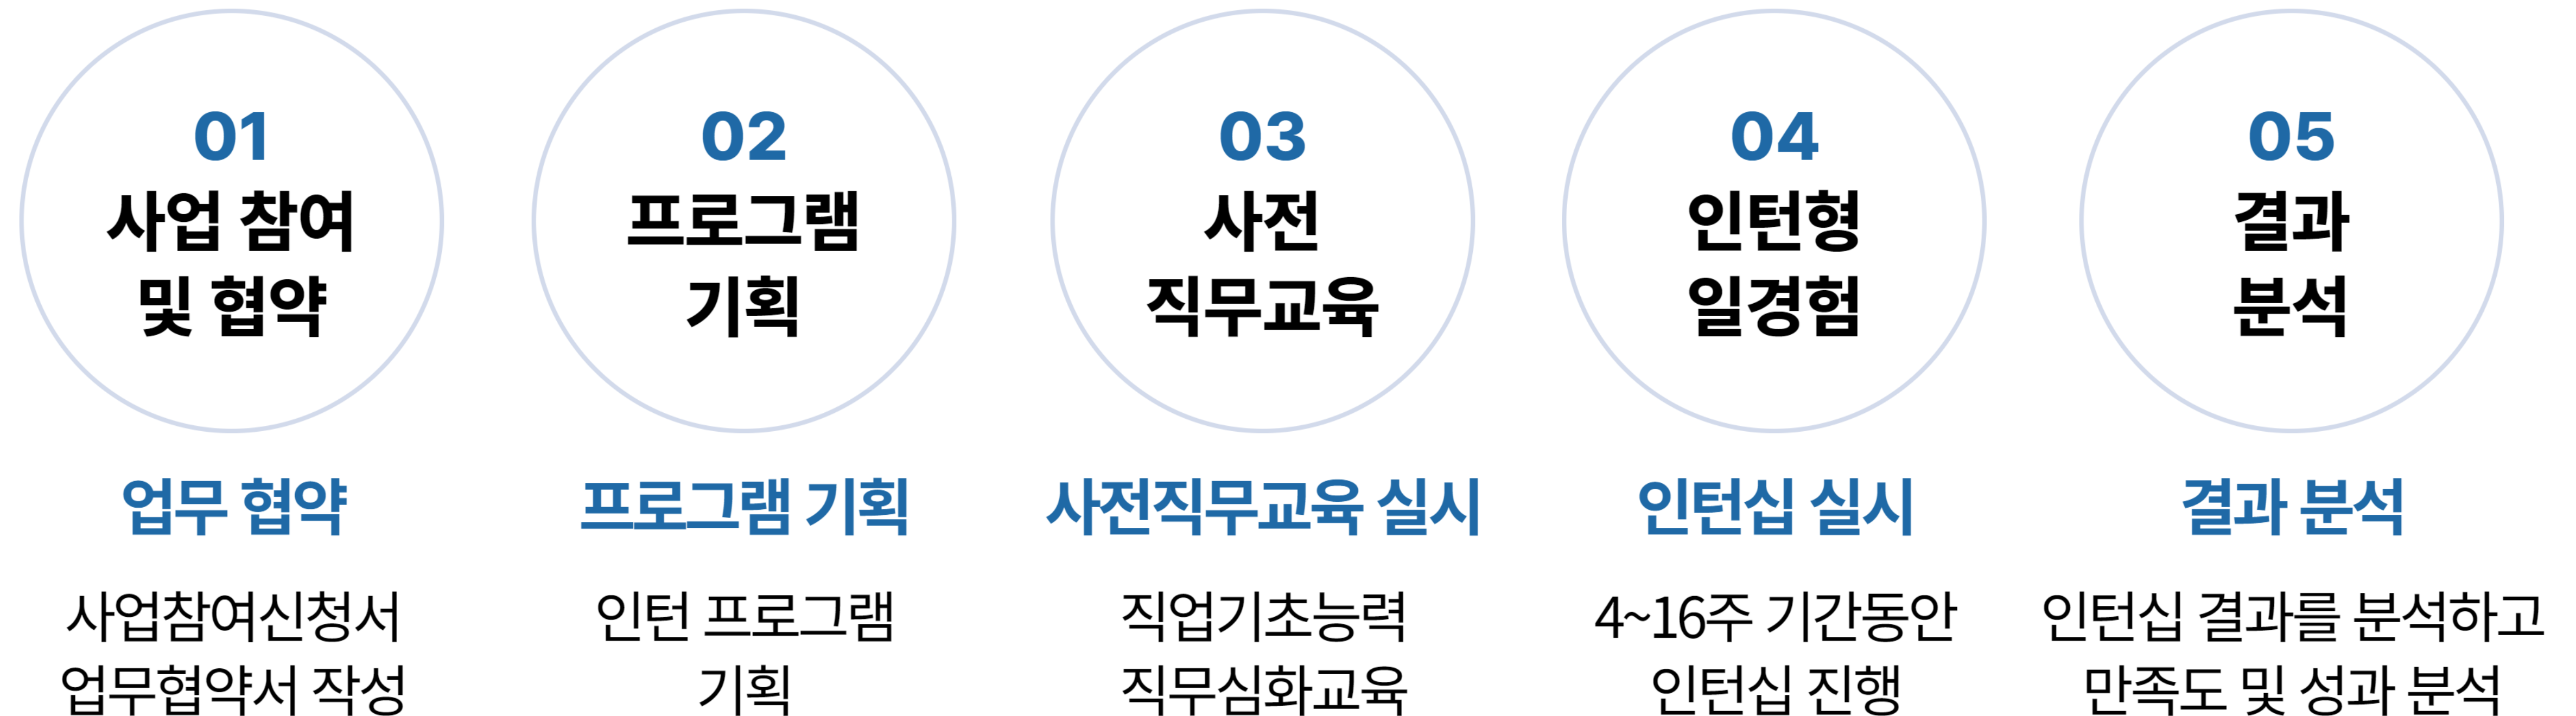 01
사업 참여
및 협약
업무 협약
사업참여신청서
업무협약서 작성
02
프로그램
기획
프로그램 기획
인턴 프로그램
기획
03
사전
직무교육
사전직무교육 실시
직업기초능력
직무심화교육
04
인턴형
일경험
인턴십 실시
4~16주 기간동안
인턴십 진행
05
결과
분석
결과 분석
인턴십 결과를 분석하고
만족도 및 성과 분석